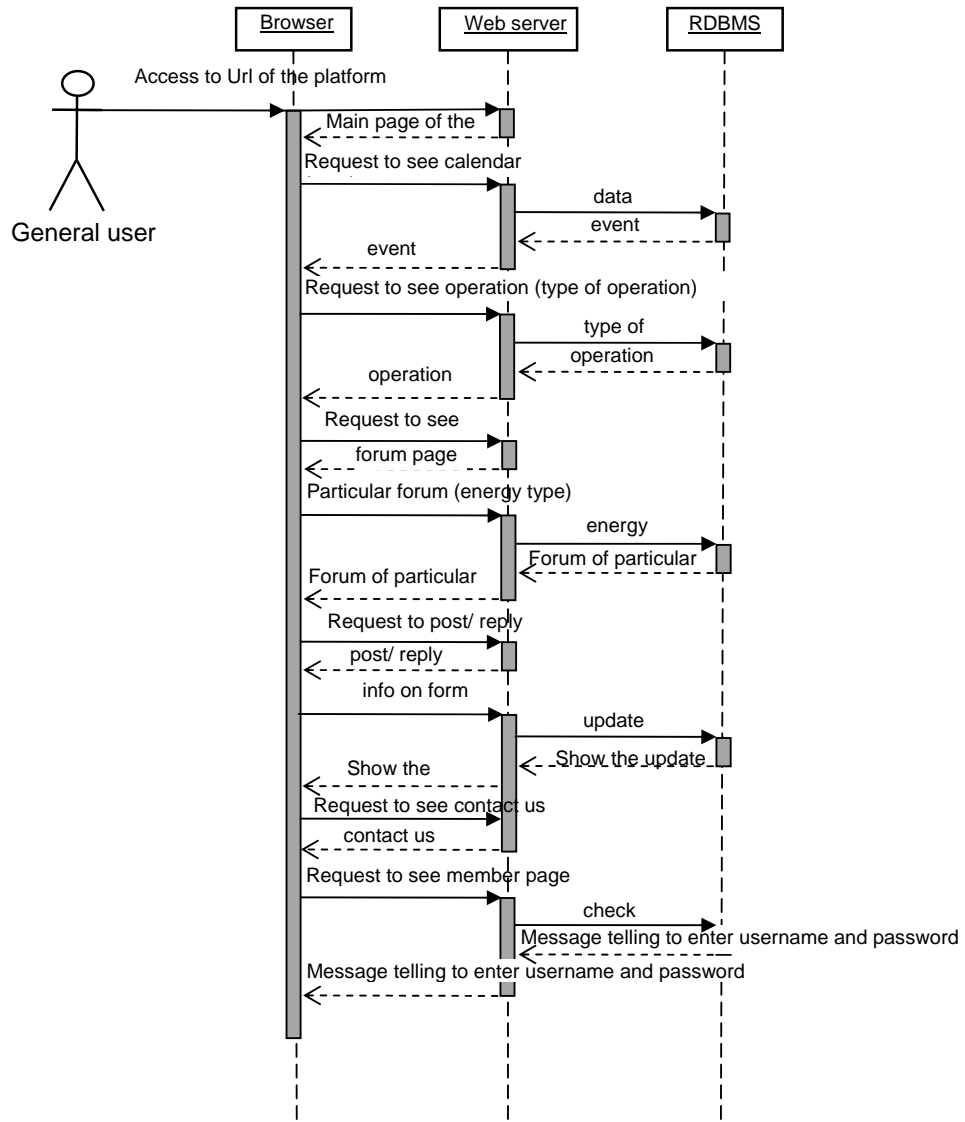 Browser
Web server
RDBMS
Access to Url of the platform
Main page of the
Request to see calendar
data
event
General user
event
Request to see operation (type of operation)
type of
operation
operation
Request to see
forum page
Particular forum (energy type)
energy
Forum of particular
Forum of particular
Request to post/ reply
post/ reply
info on form
update
Show the update
Show the
Request to see contact us
contact us
Request to see member page
check
Message telling to enter username and password
Message telling to enter username and password